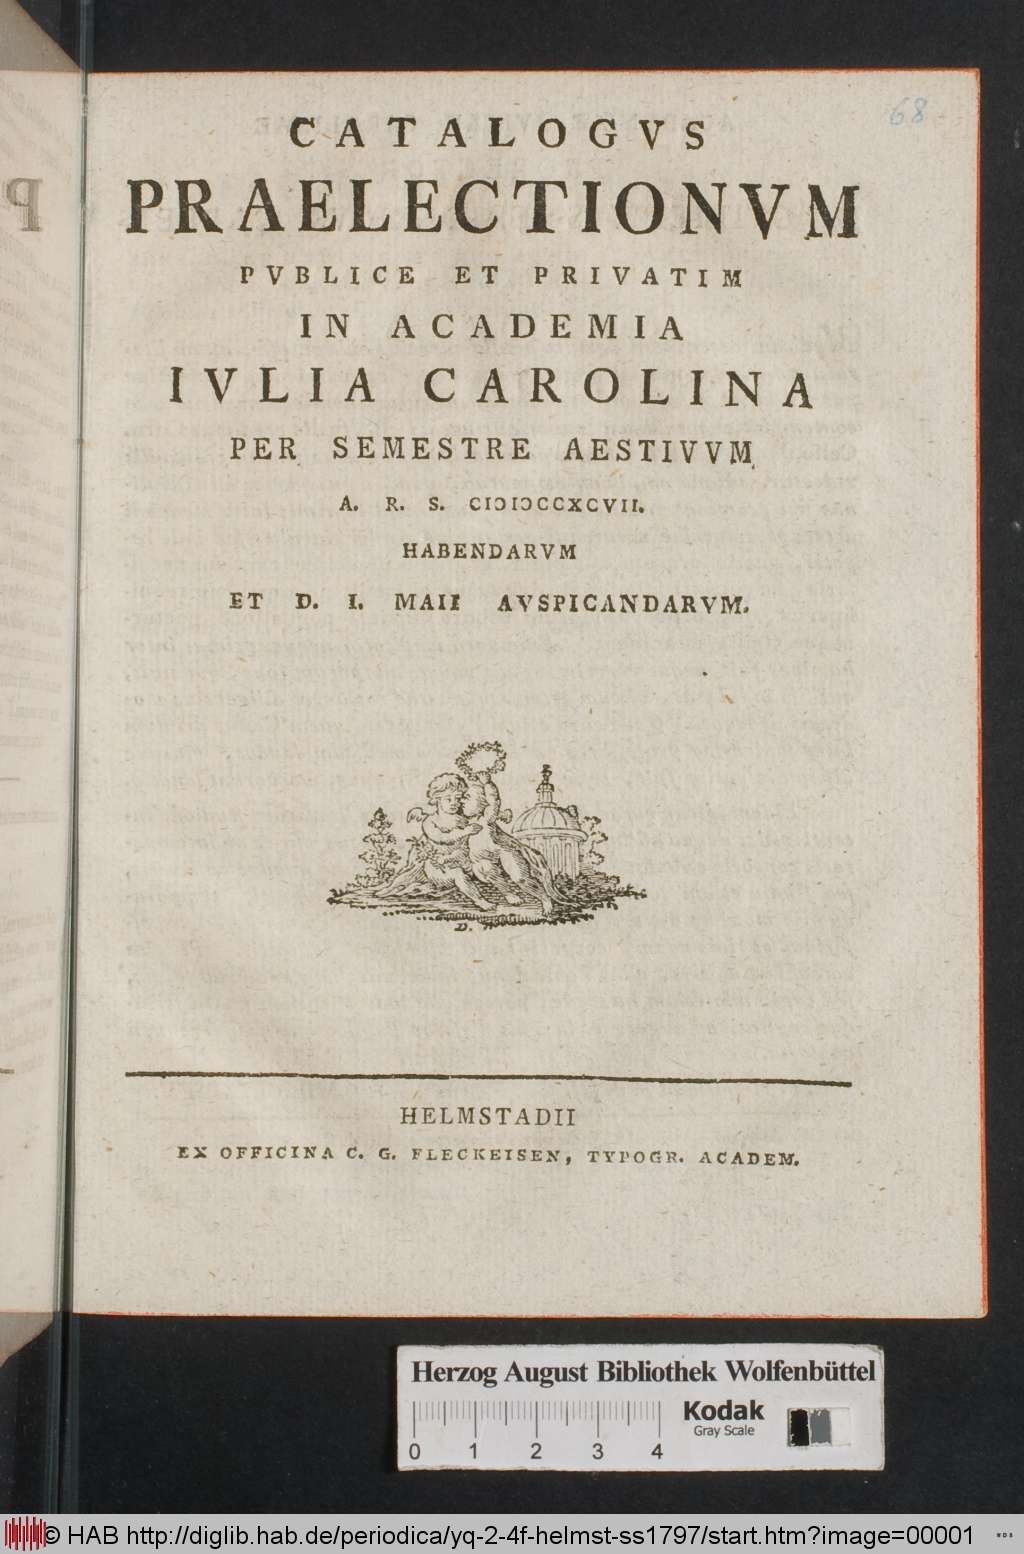 68
CATALOGVS
PRAELECTIONVM
PVBLICE ET PRIVATIM
IN ACADEMIA
IVLIA CAROLINA
PER SEMESTRE AESTIVVM
A. R. S. CIↃIↃCCXCVII.
HABENDARVM
ET D. I. MAII AVSPICANDARVM.
D.
HELMSTADII
EX OFFICINA C. G. FLECKEISEN, TYPOGR. ACADEM.
Herzog August Bibliothek Wolfenbüttel
Kodak
Gray Scale
0 1 2 3 4
© HAB http://diglib.hab.de/periodica/yq-2-4f-helmst-ss1797/start.htm?image=00001
WDB